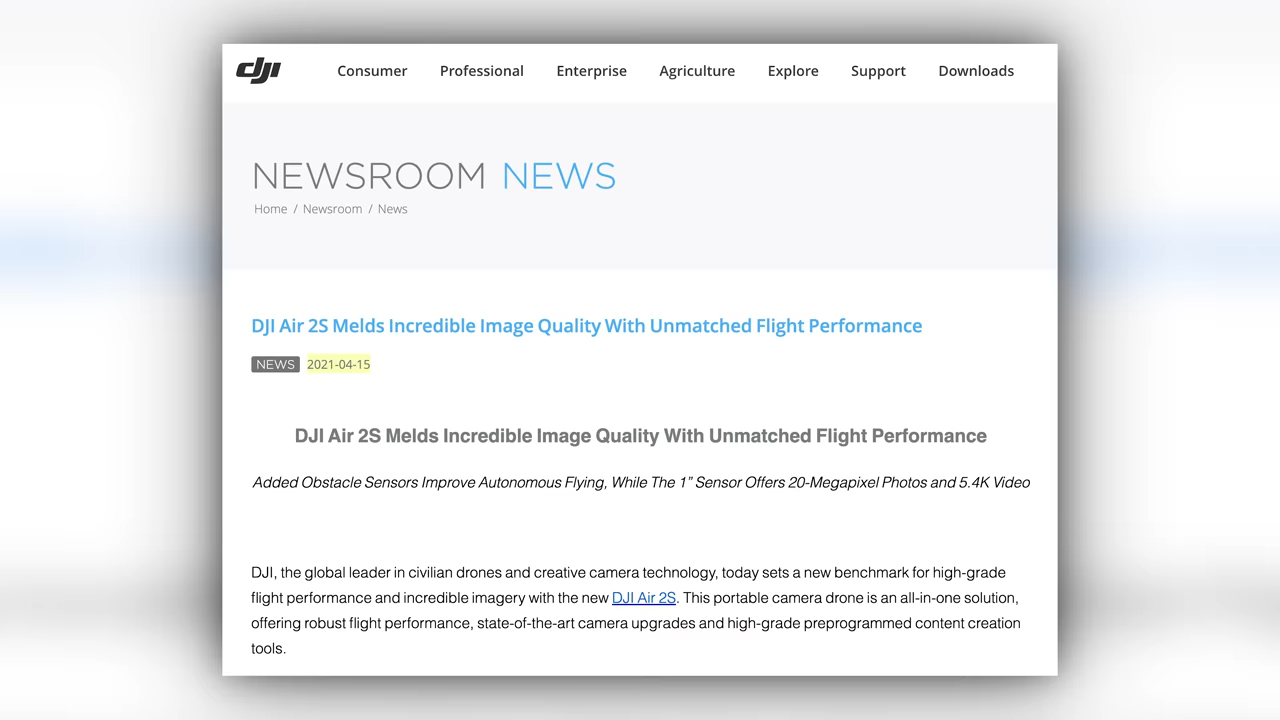 dji
Consumer Professional Enterprise Agriculture Explore Support Downloads
NEWSROOM NEWS
Home / Newsroom / News
DJI Air 2S Melds Incredible Image Quality With Unmatched Flight Performance
NEWS 2021-04-15
DJI Air 2S Melds Incredible Image Quality With Unmatched Flight Performance
Added Obstacle Sensors Improve Autonomous Flying, While The 1” Sensor Offers 20-Megapixel Photos and 5.4K Video
DJI, the global leader in civilian drones and creative camera technology, today sets a new benchmark for high-grade
flight performance and incredible imagery with the new DJI Air 2S. This portable camera drone is an all-in-one solution,
offering robust flight performance, state-of-the-art camera upgrades and high-grade preprogrammed content creation
tools.